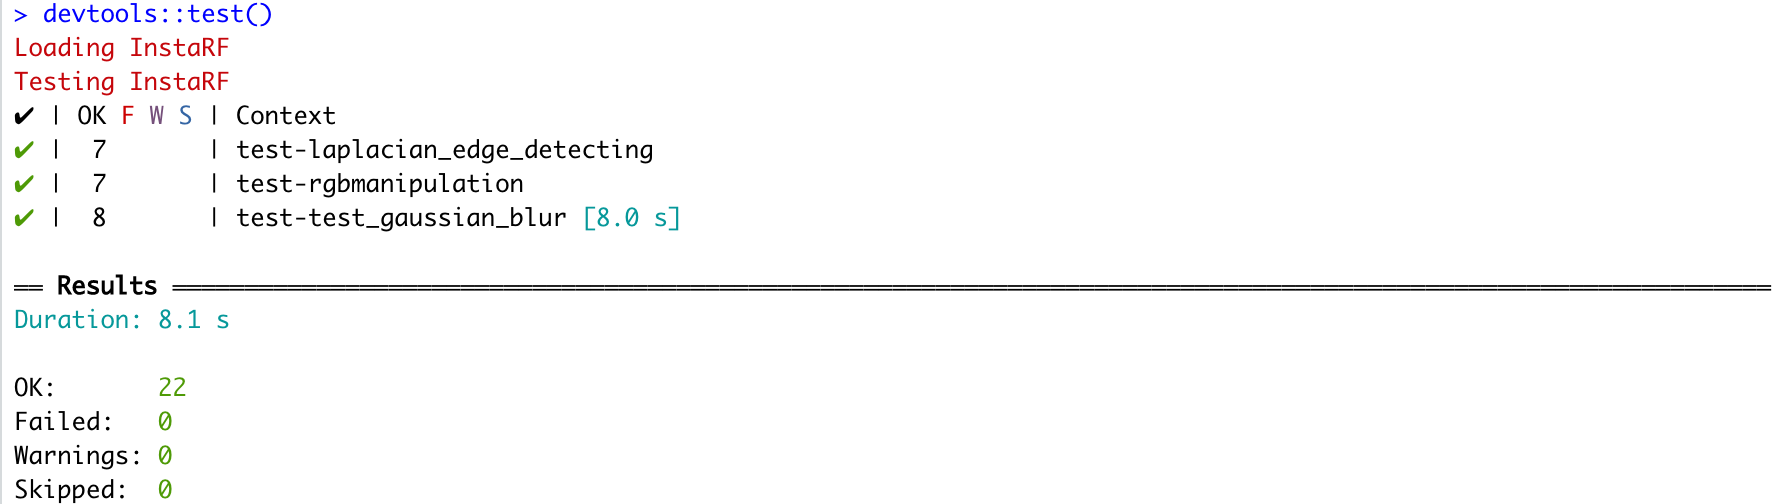 > devtools::test()
Loading InstaRF
Testing InstaRF
✔ | OK F W S | Context
✔ |  7       | test-laplacian_edge_detecting
✔ |  7       | test-rgbmanipulation
✔ |  8       | test-test_gaussian_blur [8.0 s]
══ Results ═════════════════════════════════════════════════════════════
Duration: 8.1 s
OK:       22
Failed:   0
Warnings: 0
Skipped:  0